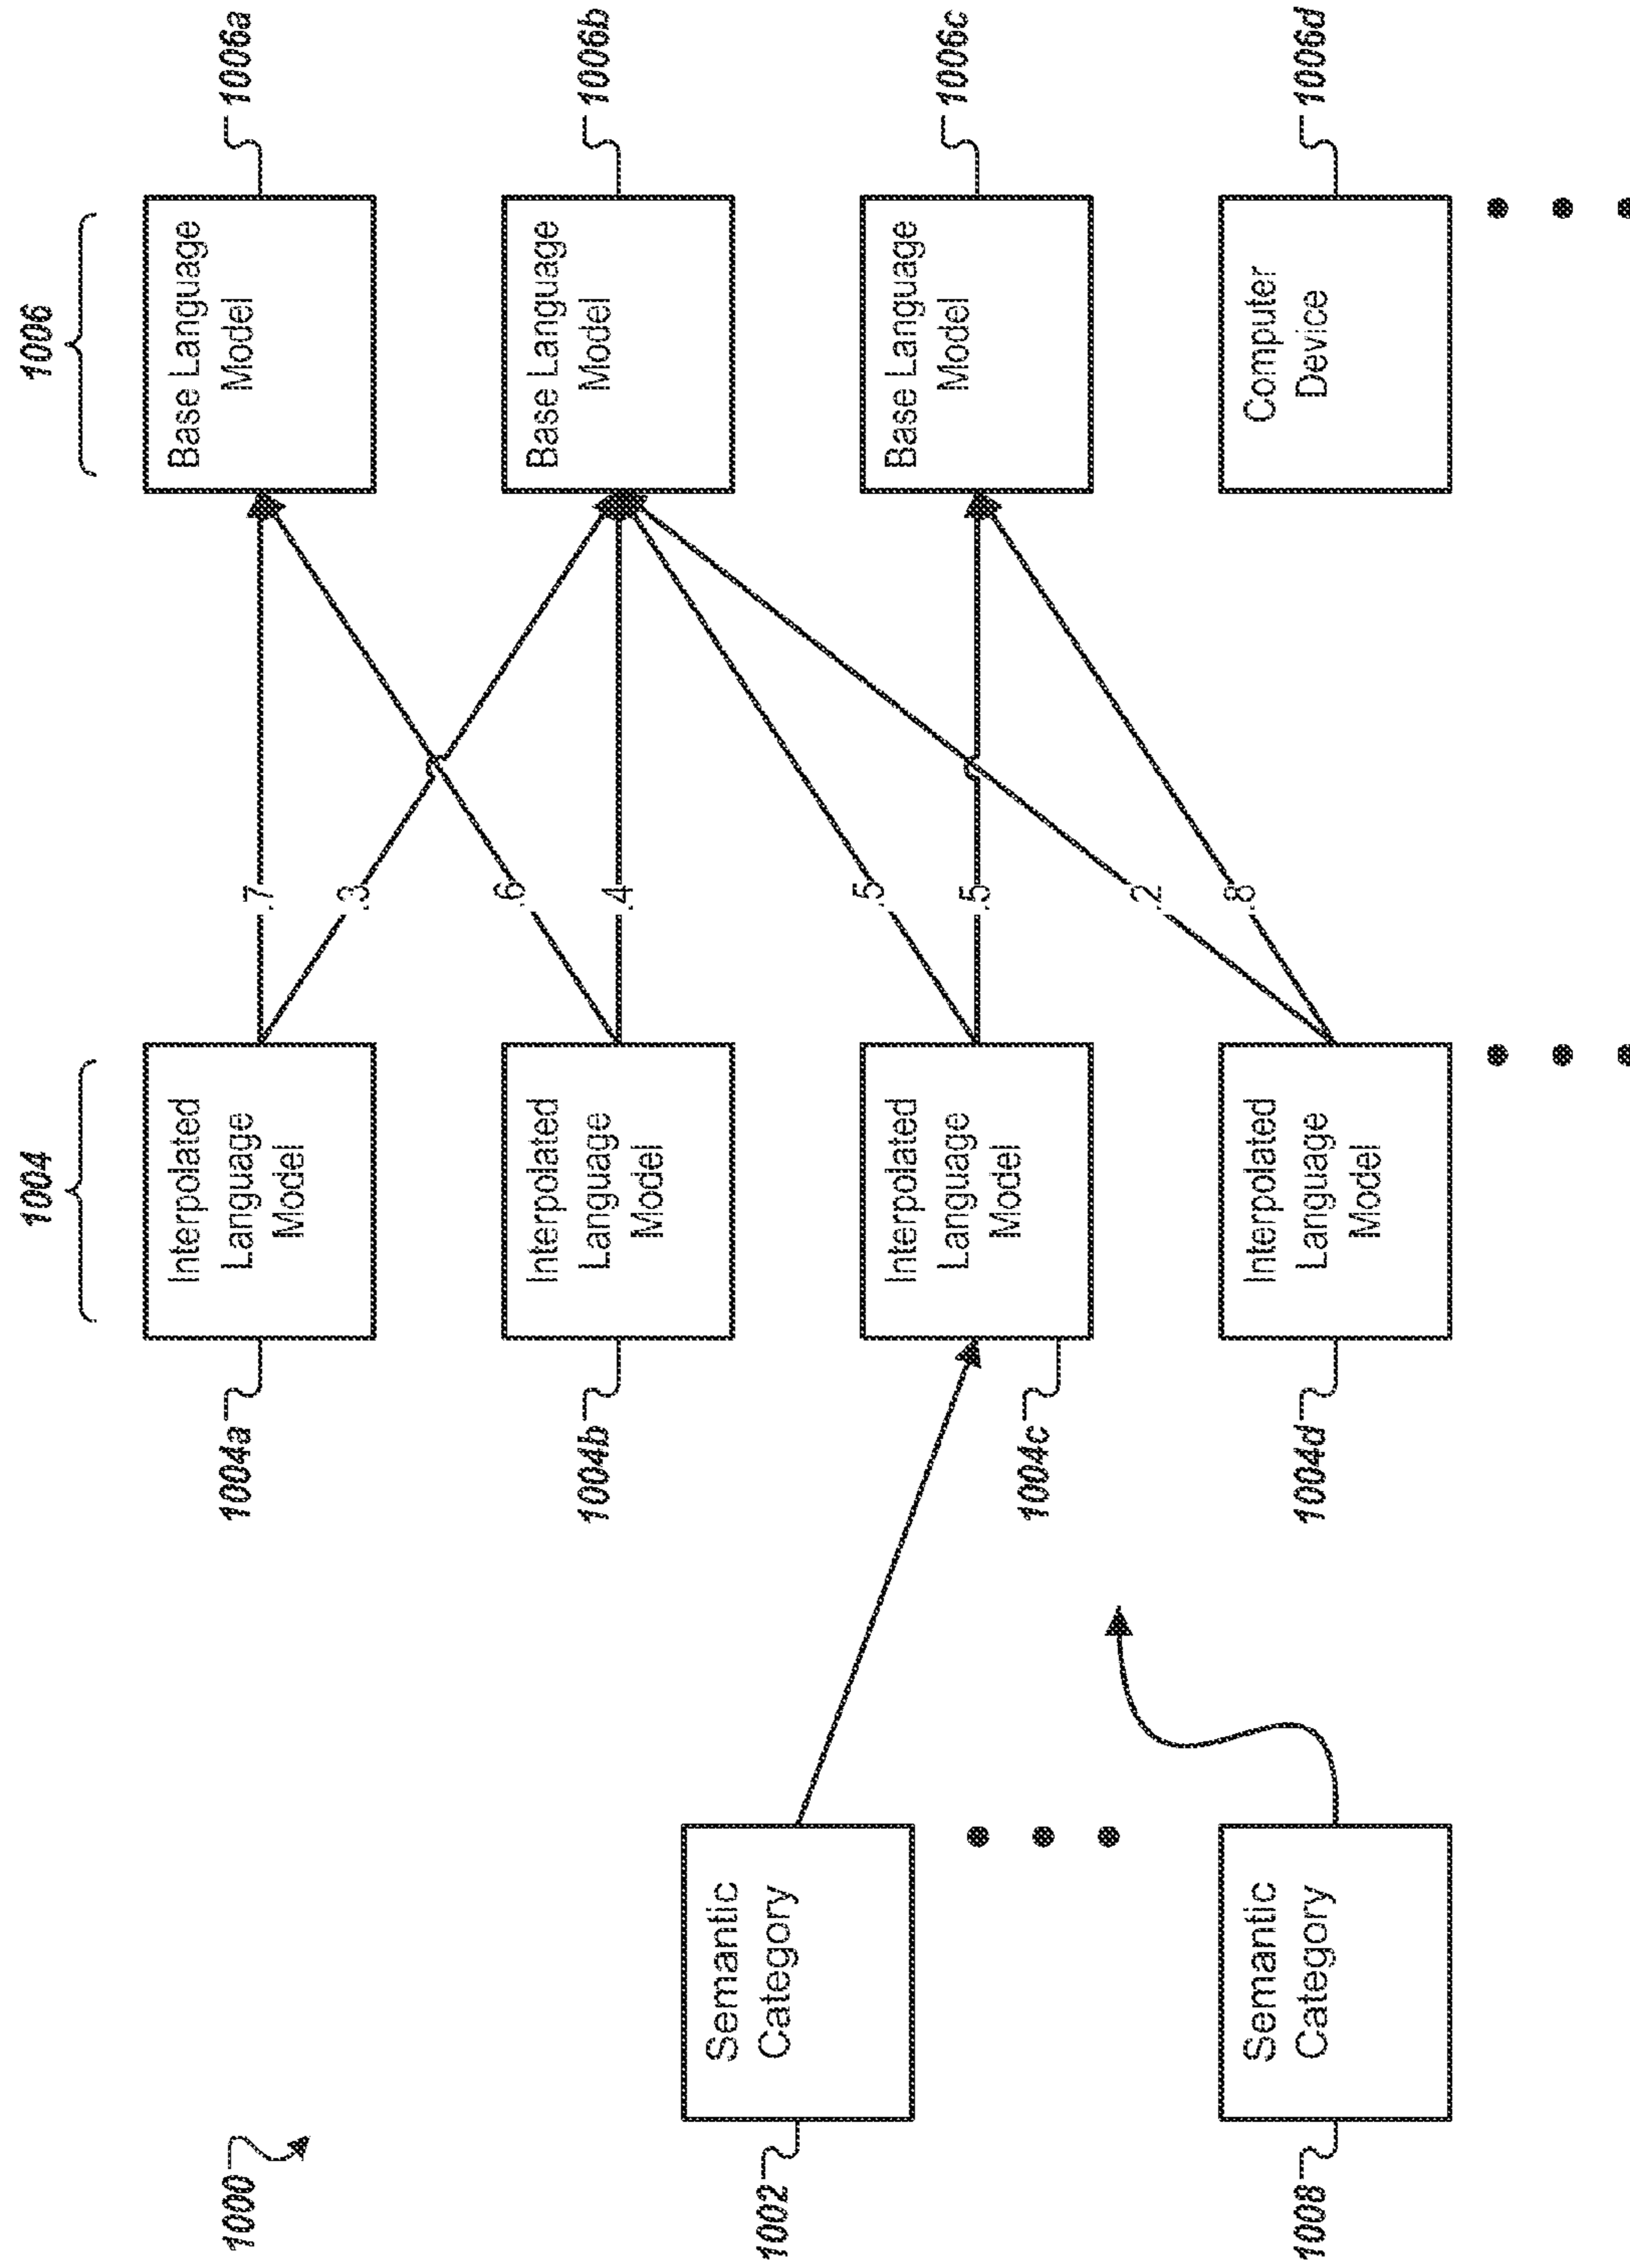 1000
1004
1006
1004a
Interpolated
Language
Model
.7
.3
Base Language
Model
1006a
1004b
Interpolated
Language
Model
.6
.4
Base Language
Model
1006b
1002
Semantic
Category
1004c
Interpolated
Language
Model
.5
.5
Base Language
Model
1006c
1008
Semantic
Category
1004d
Interpolated
Language
Model
.2
.8
Computer
Device
1006d